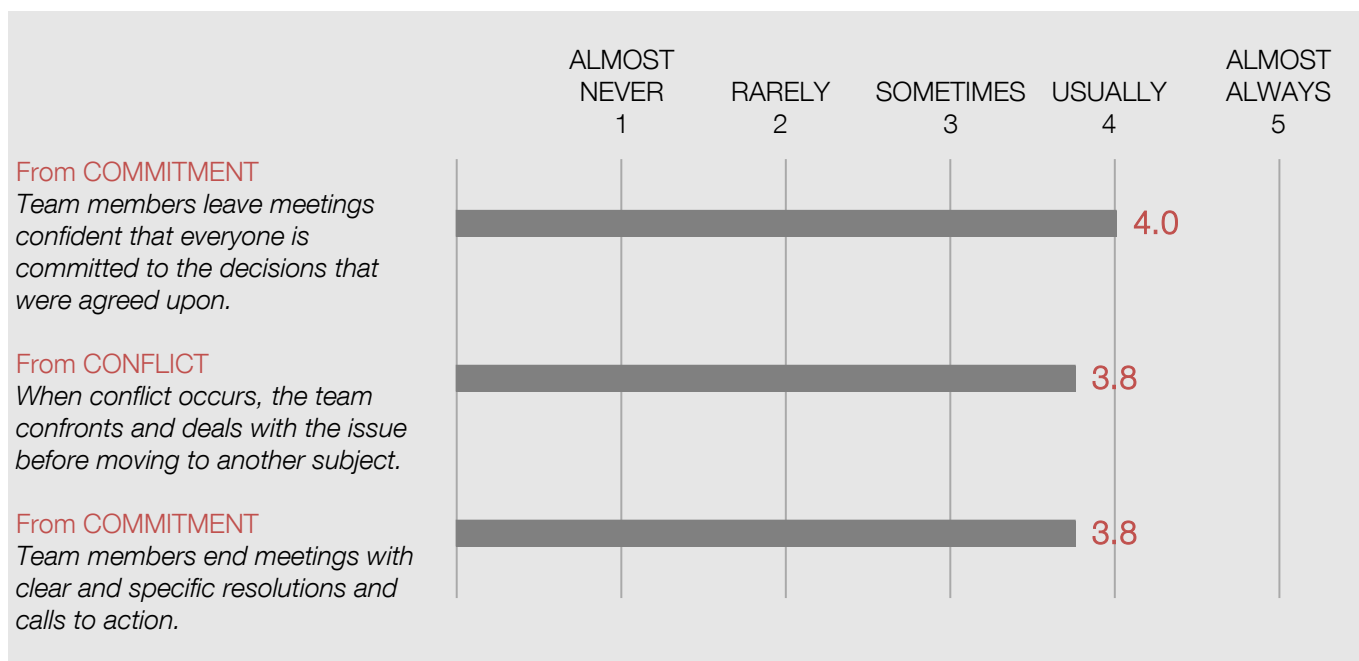 ALMOST NEVER
RARELY
SOMETIMES
USUALLY
ALMOST ALWAYS
1
2
3
4
5
From COMMITMENT
Team members leave meetings
confident that everyone is
committed to the decisions that
were agreed upon.
4.0
From CONFLICT
When conflict occurs, the team
confronts and deals with the issue
before moving to another subject.
3.8
From COMMITMENT
Team members end meetings with
clear and specific resolutions and
calls to action.
3.8